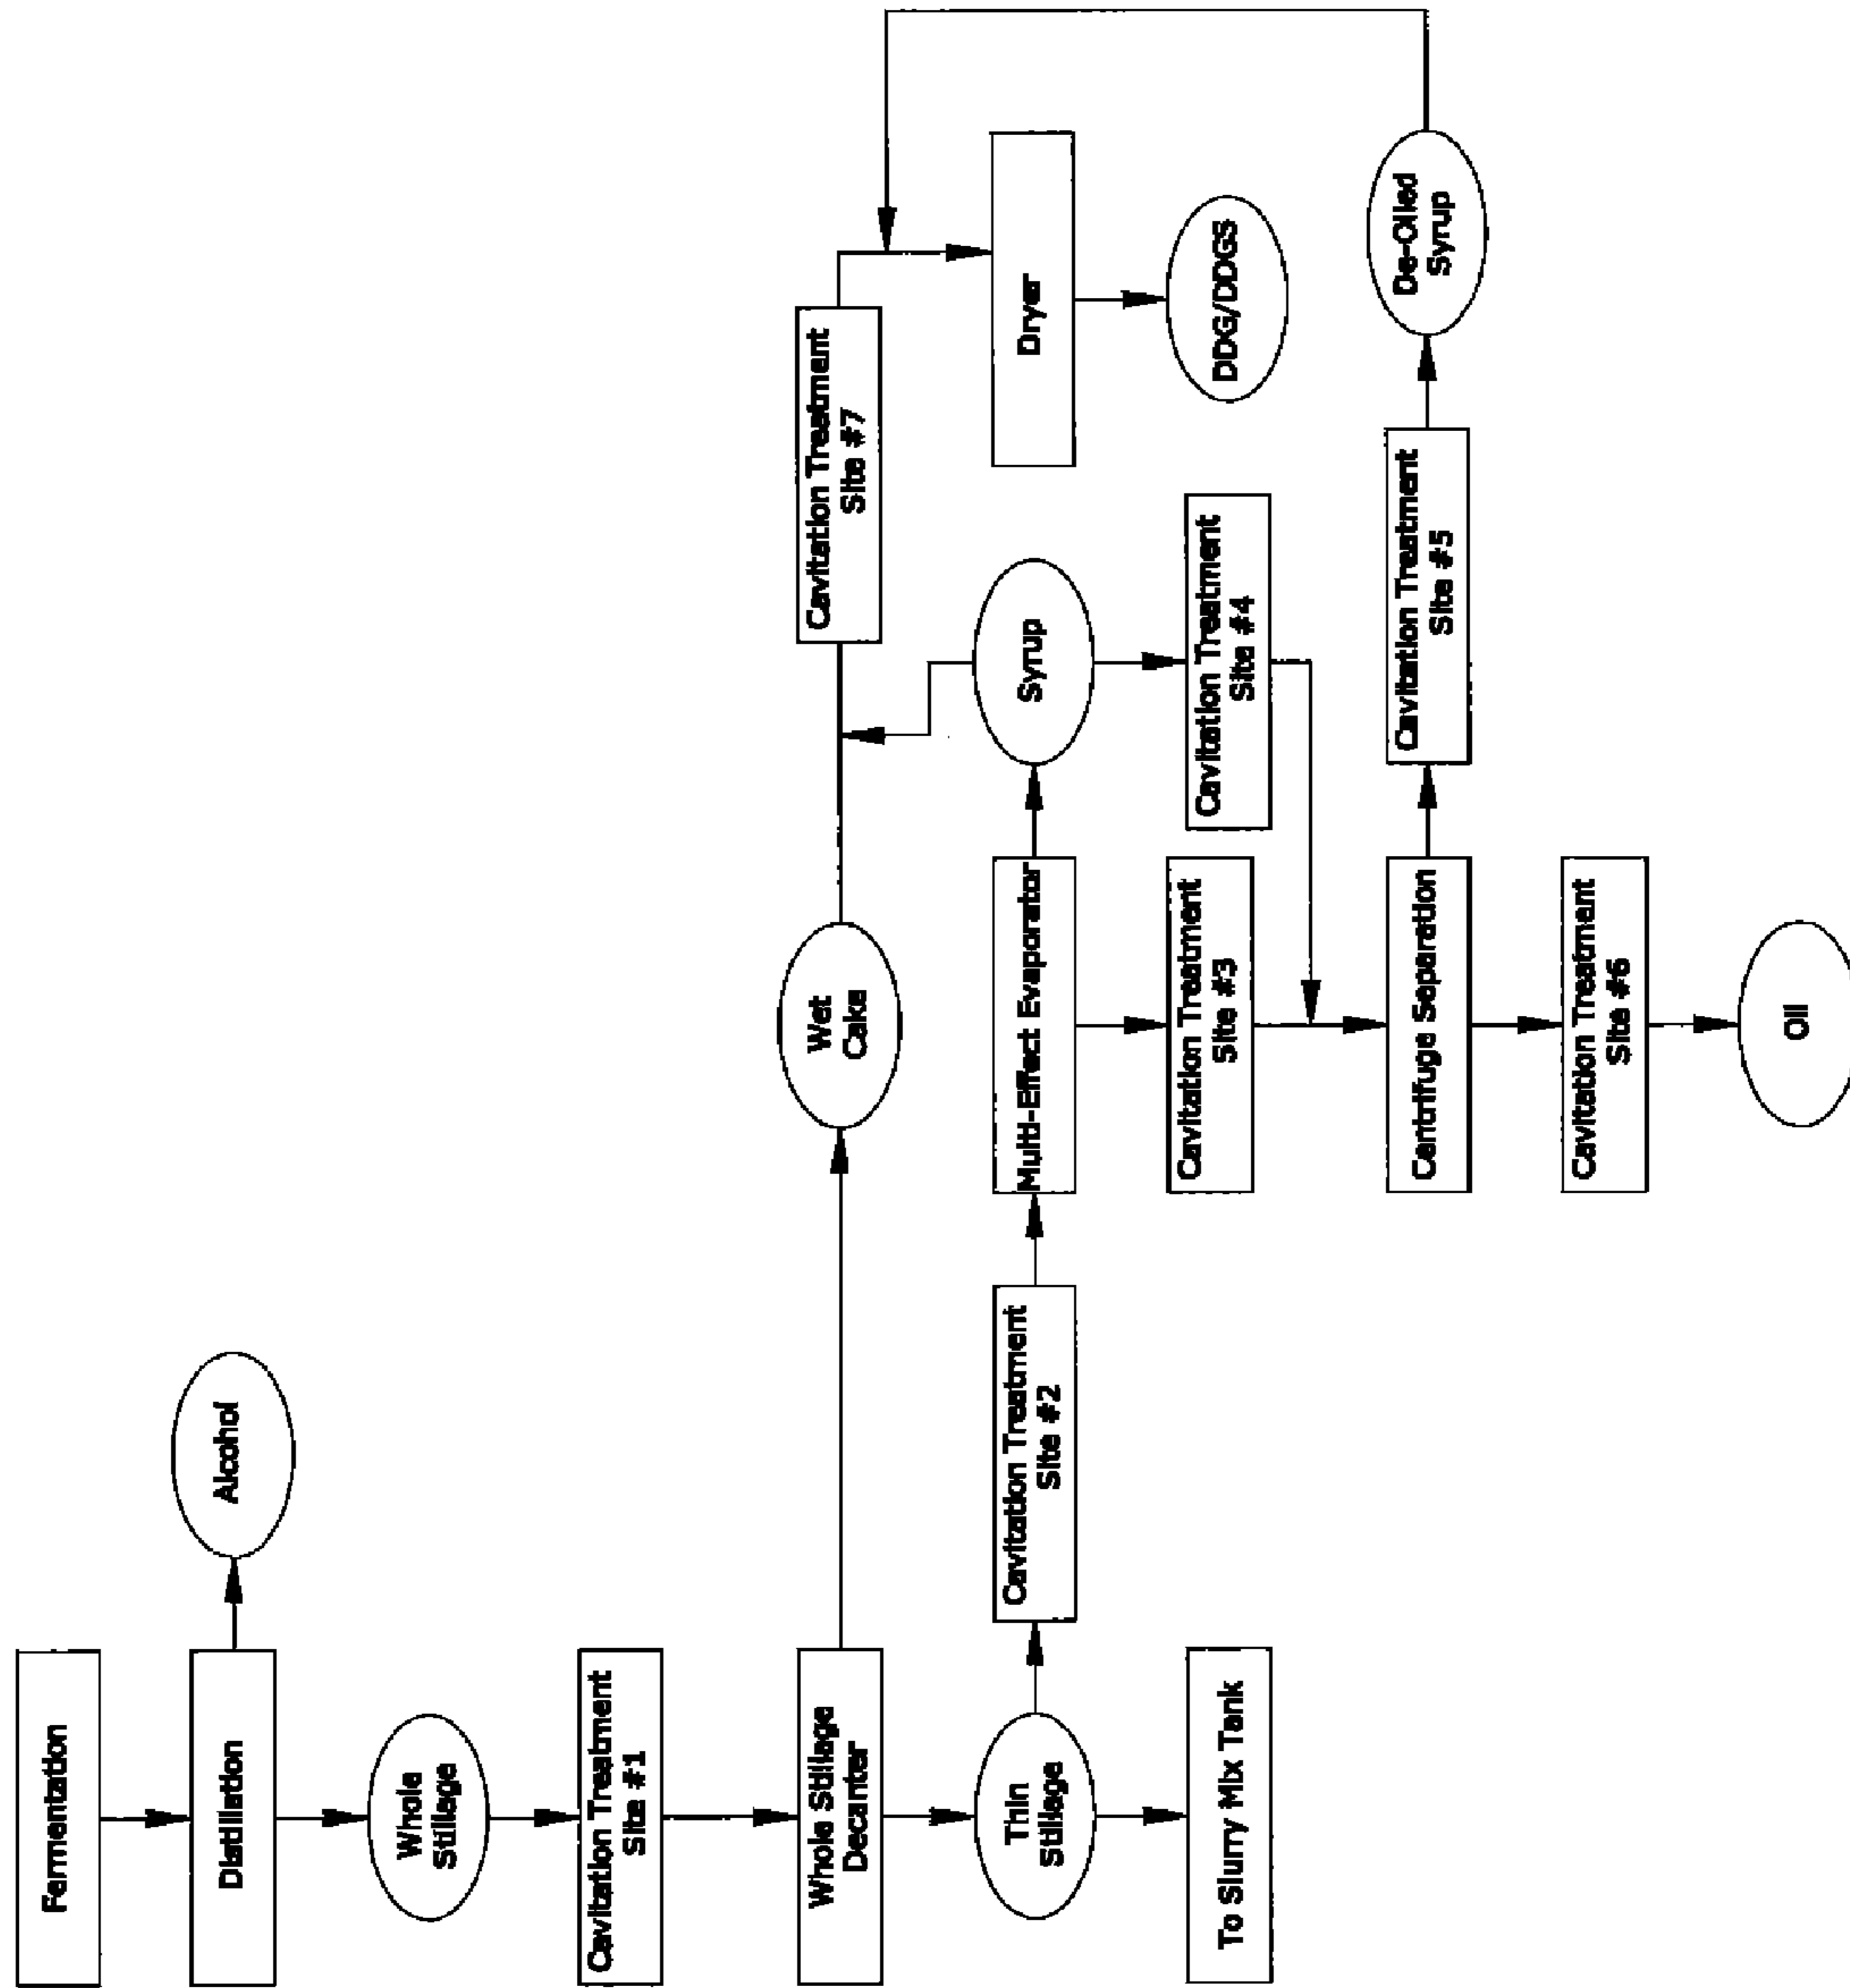 Fermentation
Distillation
Alcohol
Whole
Stillage
Cavitation Treatment
Site #1
Whole Stillage
Decanter
Wet
Cake
Cavitation Treatment
Site #7
Thin
Stillage
Cavitation Treatment
Site #2
Multi-Effect Evaporator
Syrup
Dryer
To Slurry Mix Tank
Cavitation Treatment
Site #3
Cavitation Treatment
Site #4
DDG/DDGS
Centrifuge Separation
Cavitation Treatment
Site #5
De-Oiled
Syrup
Cavitation Treatment
Site #6
Oil